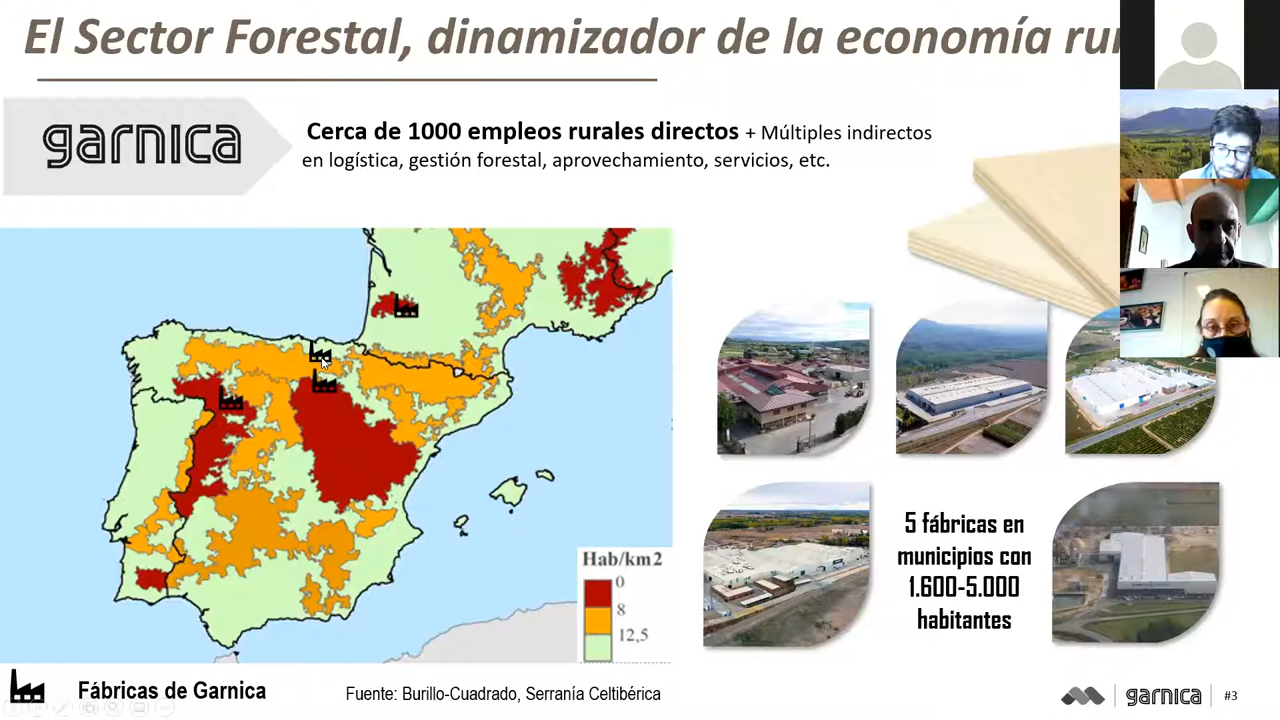 El Sector Forestal, dinamizador de la economía rur
garnica
Cerca de 1000 empleos rurales directos + Múltiples indirectos
en logística, gestión forestal, aprovechamiento, servicios, etc.
Hab/km2
0
8
12,5
5 fábricas en
municipios con
1.600-5.000
habitantes
Fábricas de Garnica
Fuente: Burillo-Cuadrado, Serranía Celtibérica
garnica
#3